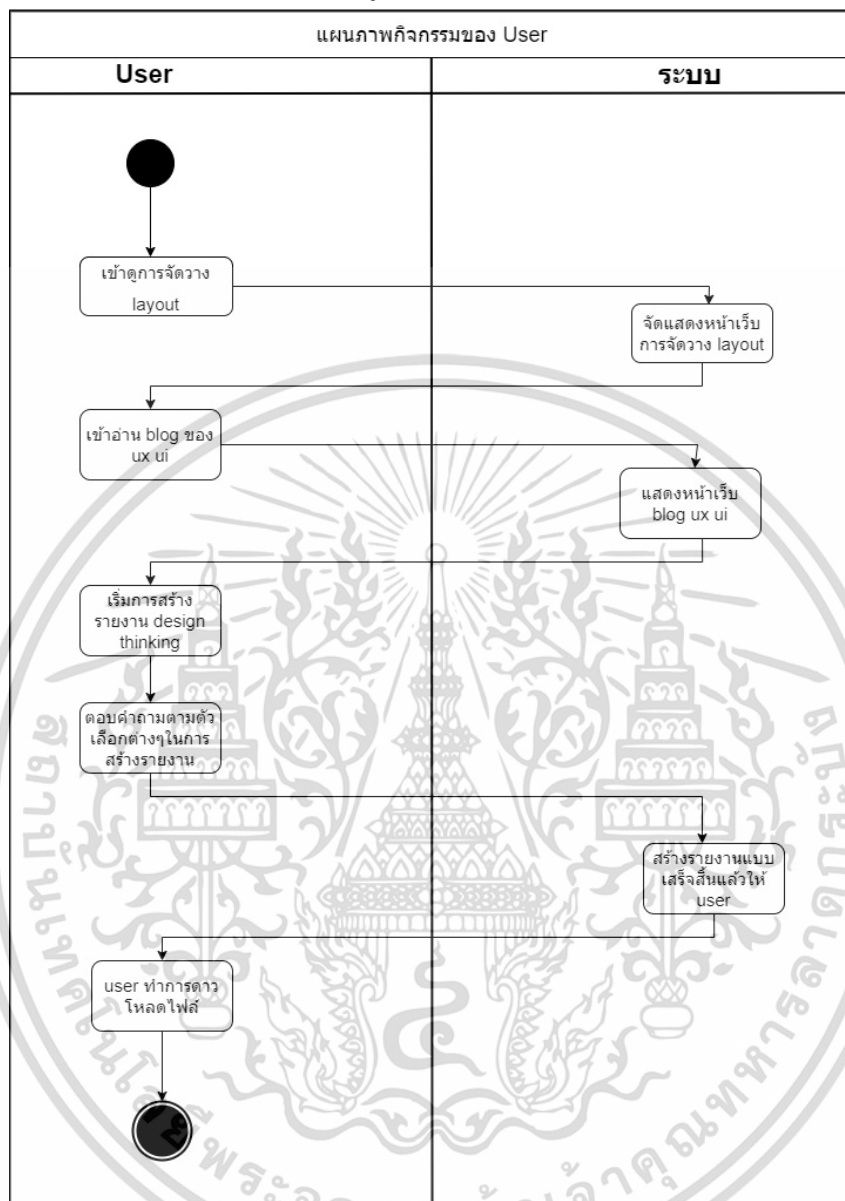 แผนภาพกิจกรรมของ User
User
ระบบ
เข้าดูการจัดวาง
layout
จัดแสดงหน้าเว็บ
การจัดวาง layout
เข้าอ่าน blog ของ
ux ui
แสดงหน้าเว็บ
blog ux ui
เริ่มการสร้าง
รายงาน design
thinking
ตอบคำถามตามตัว
เลือกต่างๆในการ
สร้างรายงาน
สร้างรายงานแบบ
เสร็จสิ้นแล้วให้
user
user ทำการดาว
โหลดไฟล์